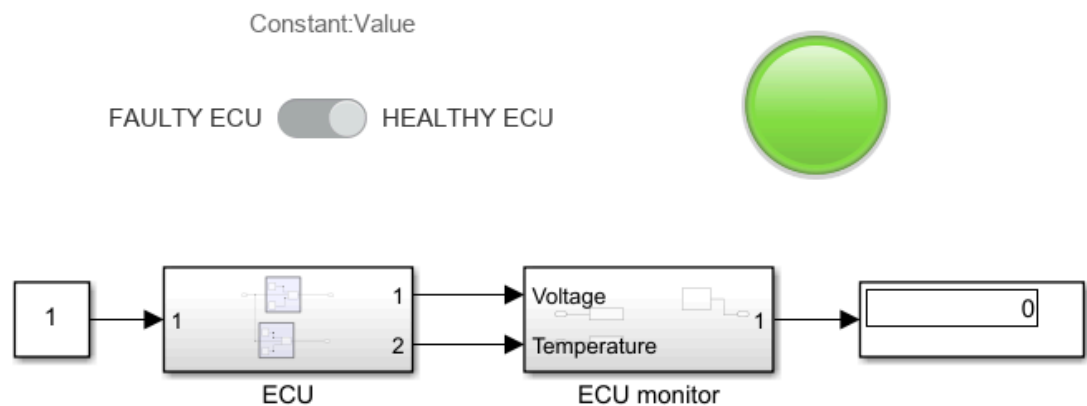 Constant:Value
FAULTY ECU HEALTHY ECU
1
1
1
2
ECU
Voltage
Temperature
1
ECU monitor
0